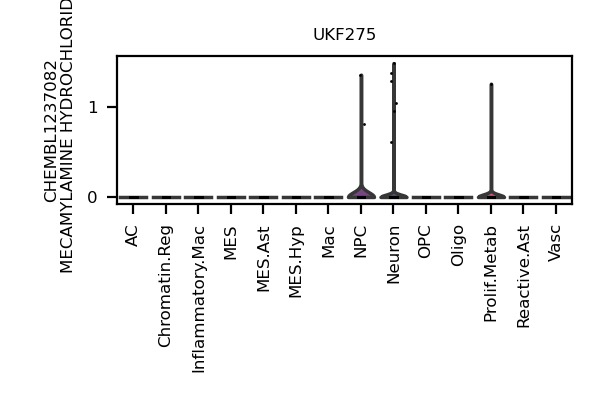 UKF275
CHEMBL1237082
MECAMYLAMINE HYDROCHLORID
1
0
AC
Chromatin.Reg
Inflammatory.Mac
MES
MES.Ast
MES.Hyp
Mac
NPC
Neuron
OPC
Oligo
Prolif.Metab
Reactive.Ast
Vasc